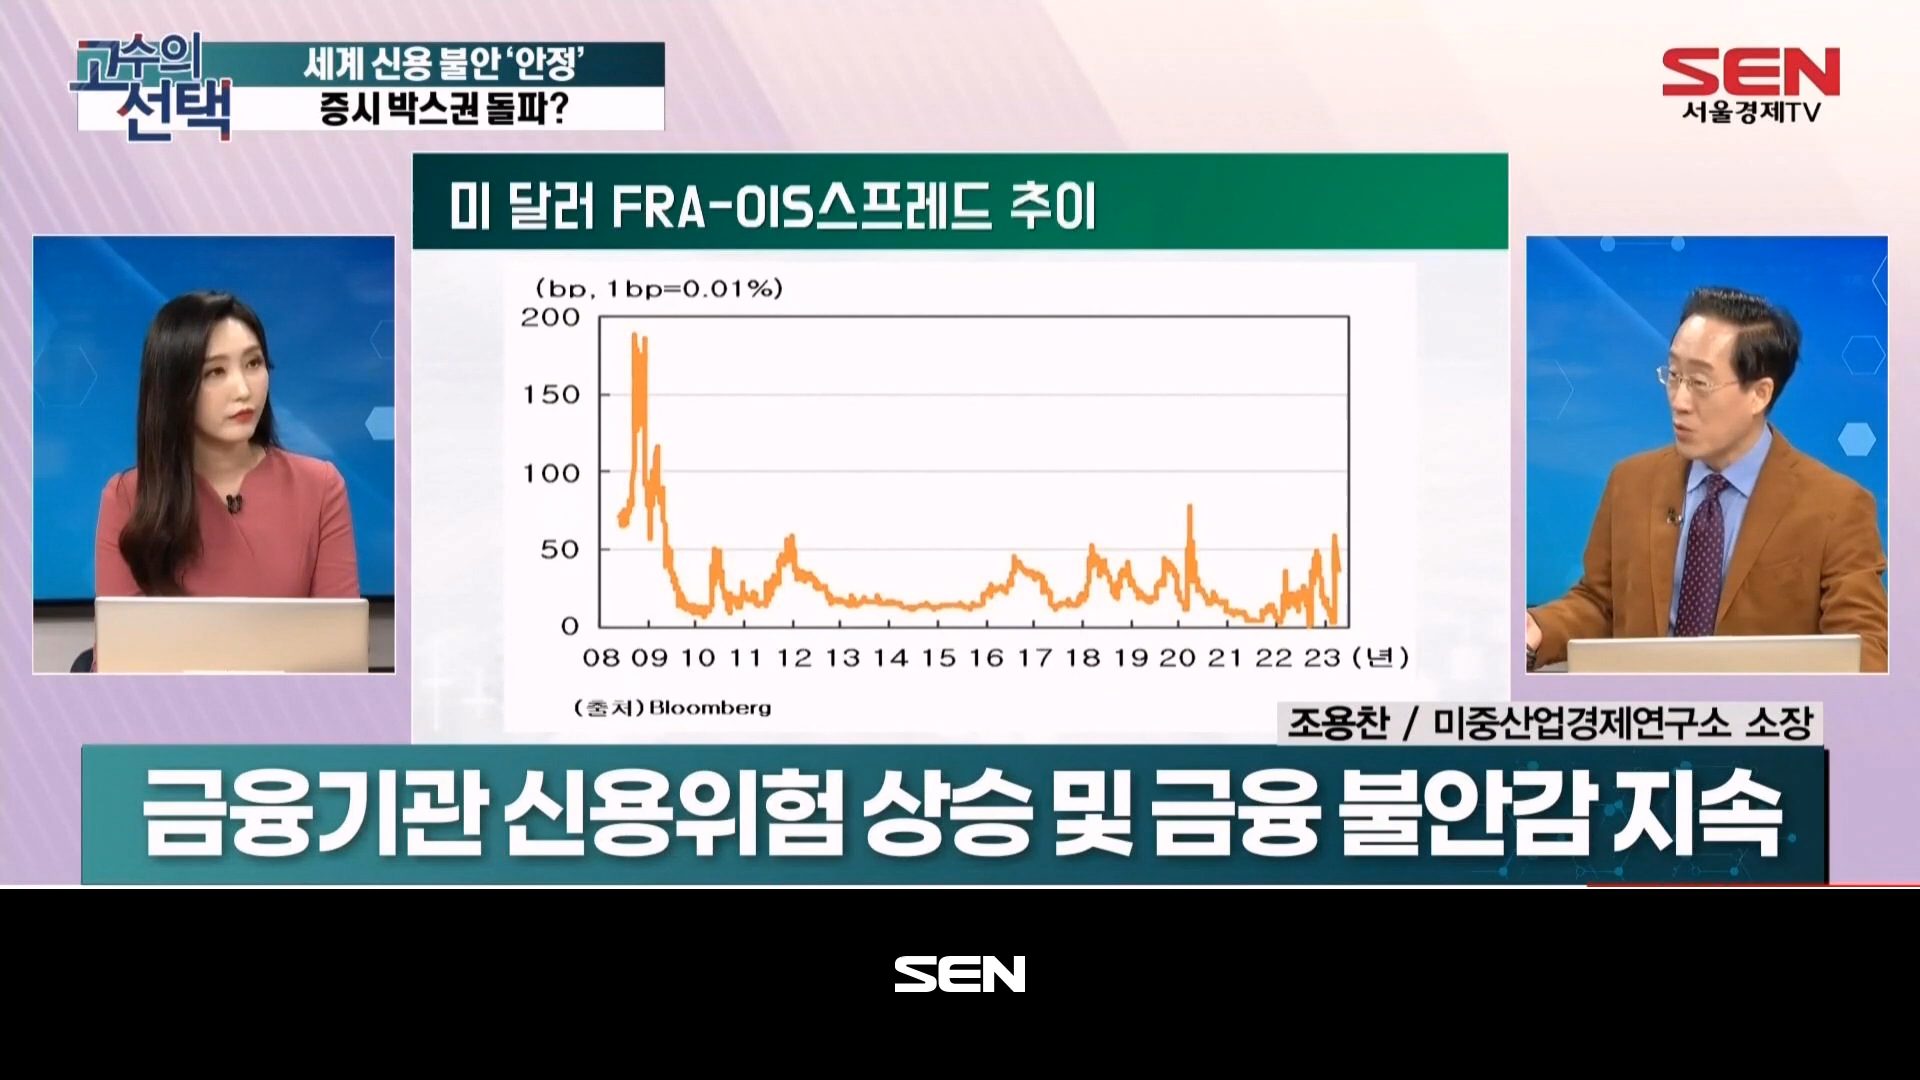 고수의
선택
세계 신용 불안 ‘안정’
증시 박스권 돌파?
SEN
서울경제TV
미 달러 FRA-OIS스프레드 추이
(bp, 1bp=0.01%)
200
150
100
50
0
08 09 10 11 12 13 14 15 16 17 18 19 20 21 22 23 (년)
(출처)Bloomberg
조용찬 / 미중산업경제연구소 소장
금융기관 신용위험 상승 및 금융 불안감 지속
SEN